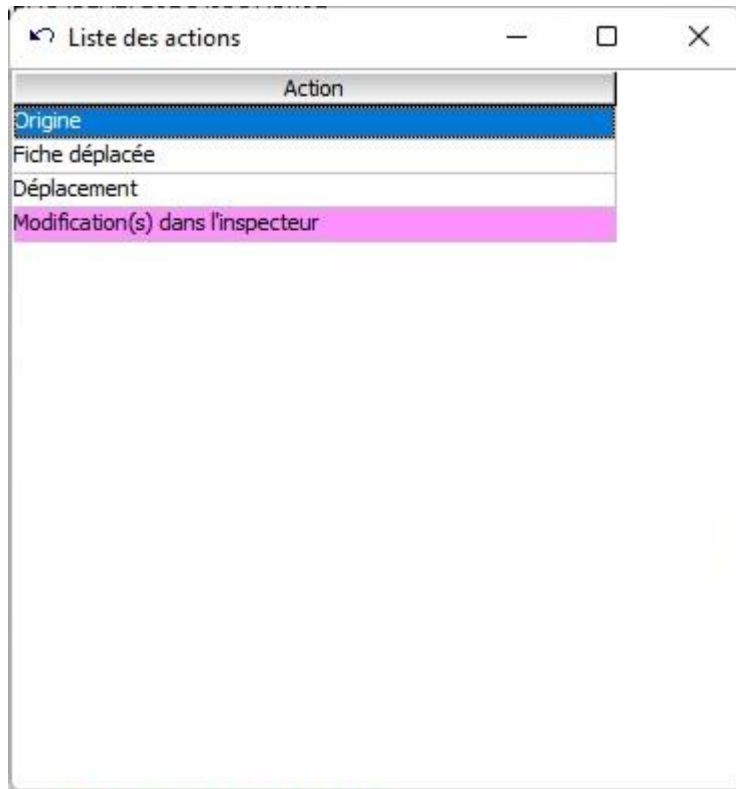 Liste des actions
Action
Origine
Fiche déplacée
Déplacement
Modification(s) dans l'inspecteur